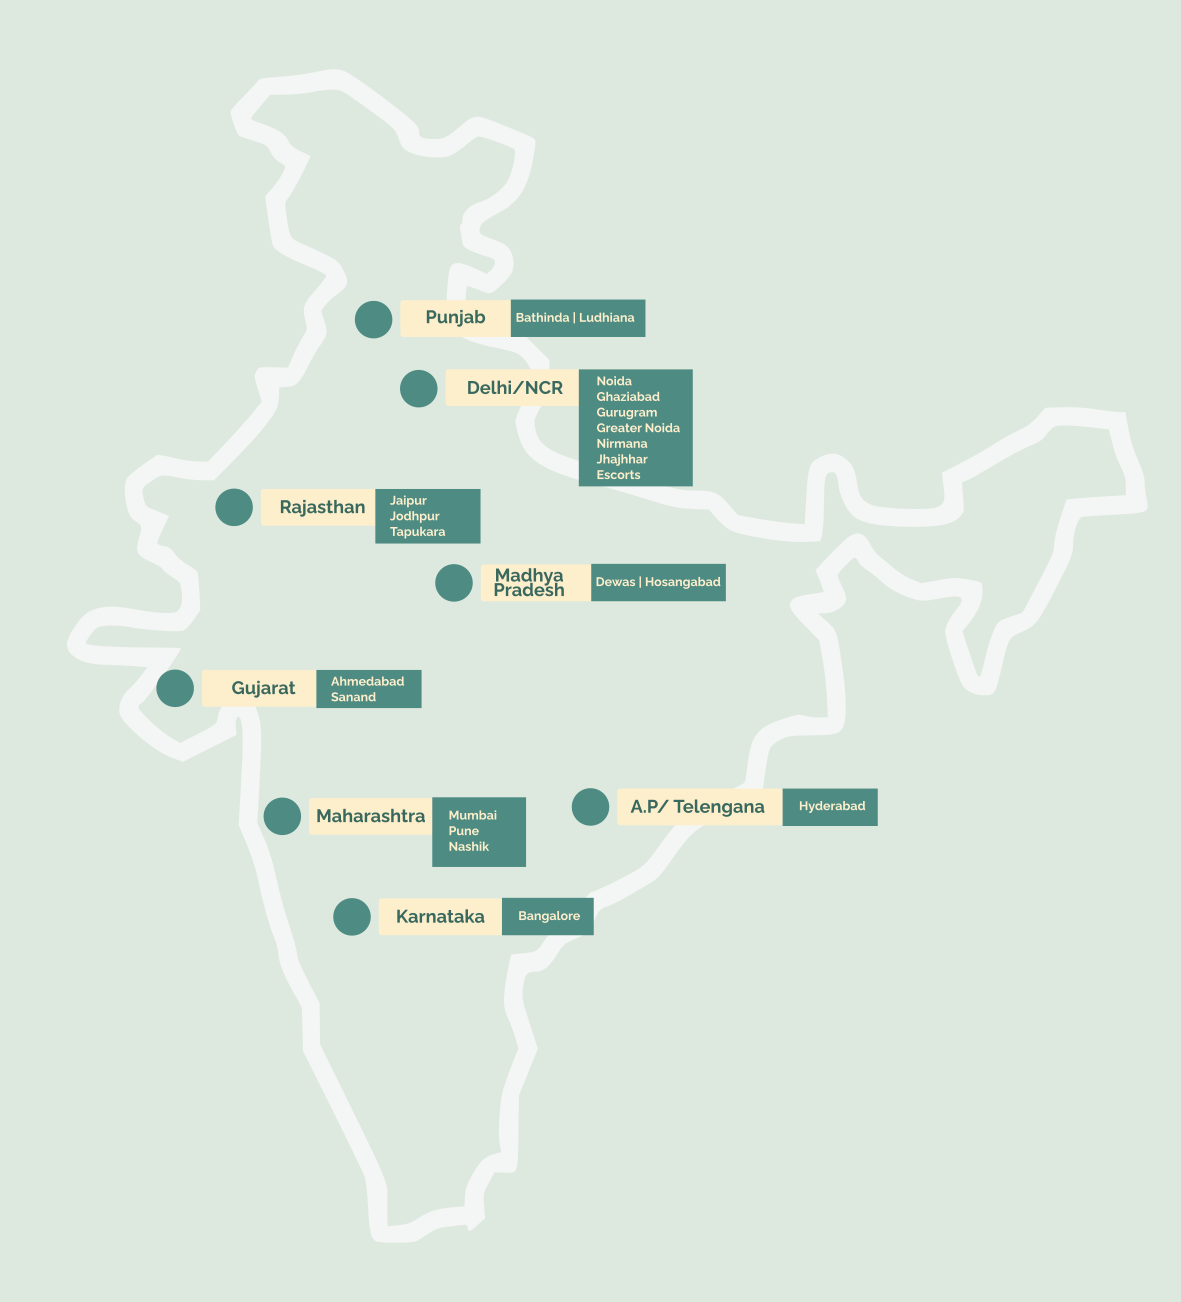 Punjab
Bathinda | Ludhiana
Delhi/NCR
Noida
Ghaziabad
Gurugram
Greater Noida
Nirmana
Jhajhhar
Escorts
Rajasthan
Jaipur
Jodhpur
Tapukara
Madhya
Pradesh
Dewas | Hosangabad
Gujarat
Ahmedabad
Sanand
Maharashtra
Mumbai
Pune
Nashik
A.P/ Telengana
Hyderabad
Karnataka
Bangalore